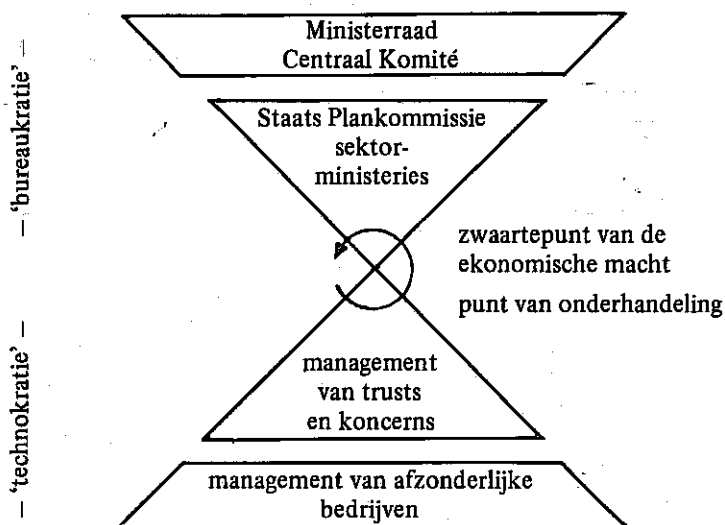 Ministerraad
Centraal Komité
Staats Plankommissie
sektor-
ministeries
– ‘bureaukratie’ –
zwaartepunt van de
ekonomische macht
punt van onderhandeling
management
van trusts
en koncerns
– ‘technokratie’ –
management van afzonderlijke
bedrijven